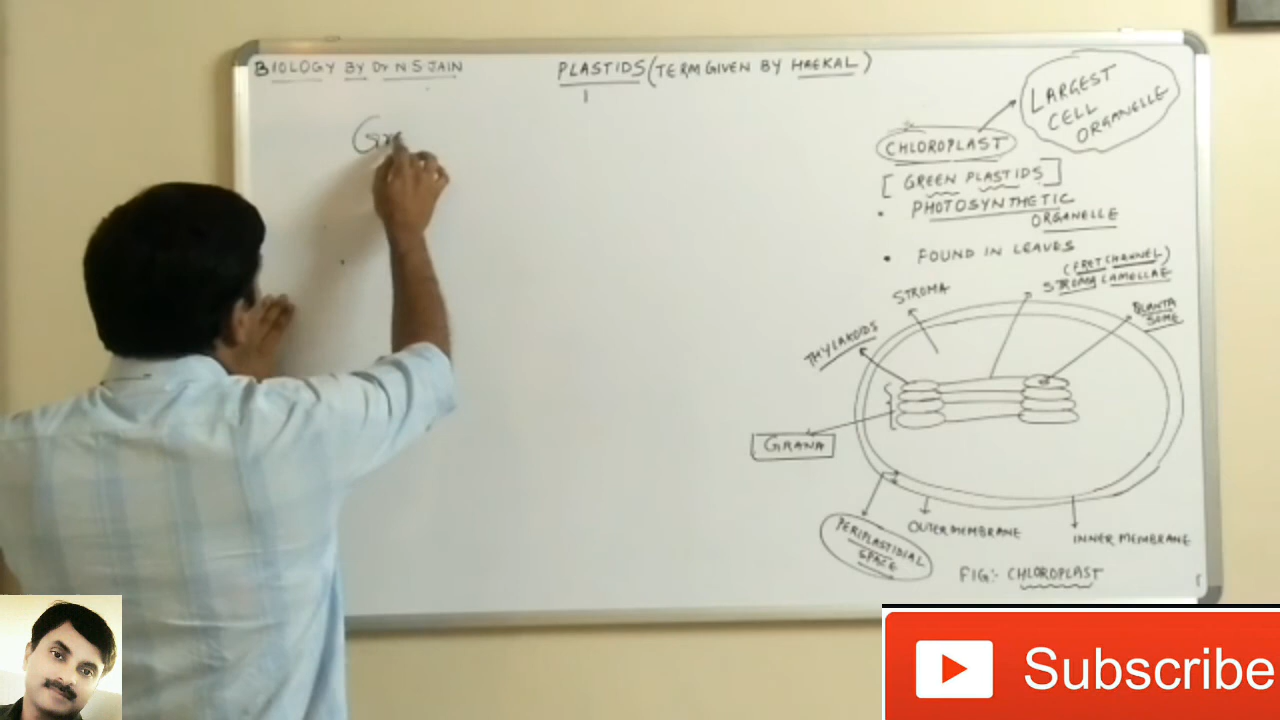 BIOLOGY BY Dr N S JAIN
PLASTIDS (TERM GIVEN BY HAEKAL)
Gra
LARGEST
CELL
ORGANELLE
CHLOROPLAST
[GREEN PLASTIDS]
• PHOTOSYNTHETIC
ORGANELLE
• FOUND IN LEAVES
(FRET CHANNEL)
STROMA LAMELLAE
STROMA
QUANTA
SOME
THYLAKOIDS
GRANA
PERIPLASTIDIAL
SPACE
OUTER MEMBRANE
INNER MEMBRANE
FIG:- CHLOROPLAST
Subscribe